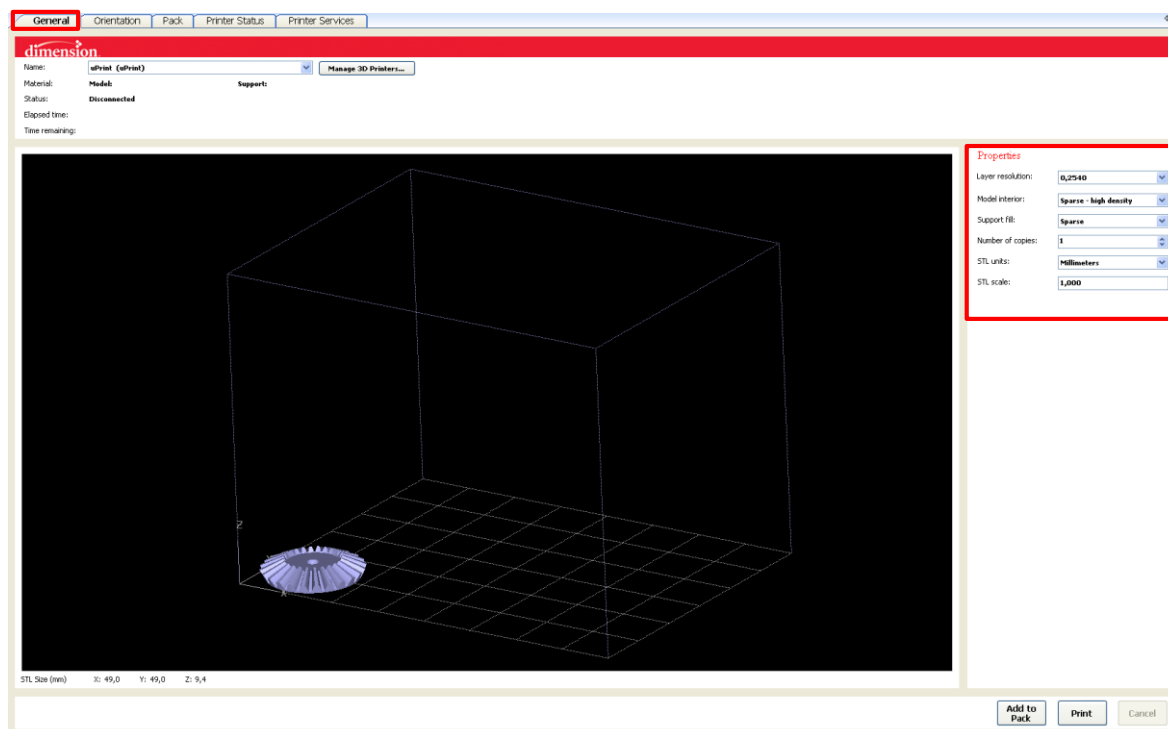 General Orientation Pack Printer Status Printer Services
dimension
Name: uPrint (uPrint) Manage 3D Printers...
Material: Model: Support:
Status: Disconnected
Elapsed time:
Time remaining:
Properties
Layer resolution: 0,2540
Model interior: Sparse - high density
Support fill: Sparse
Number of copies: 1
STL units: Millimeters
STL scale: 1,000
Z
X
STL Size (mm) X: 49,0 Y: 49,0 Z: 9,4
Add to
Pack
Print Cancel